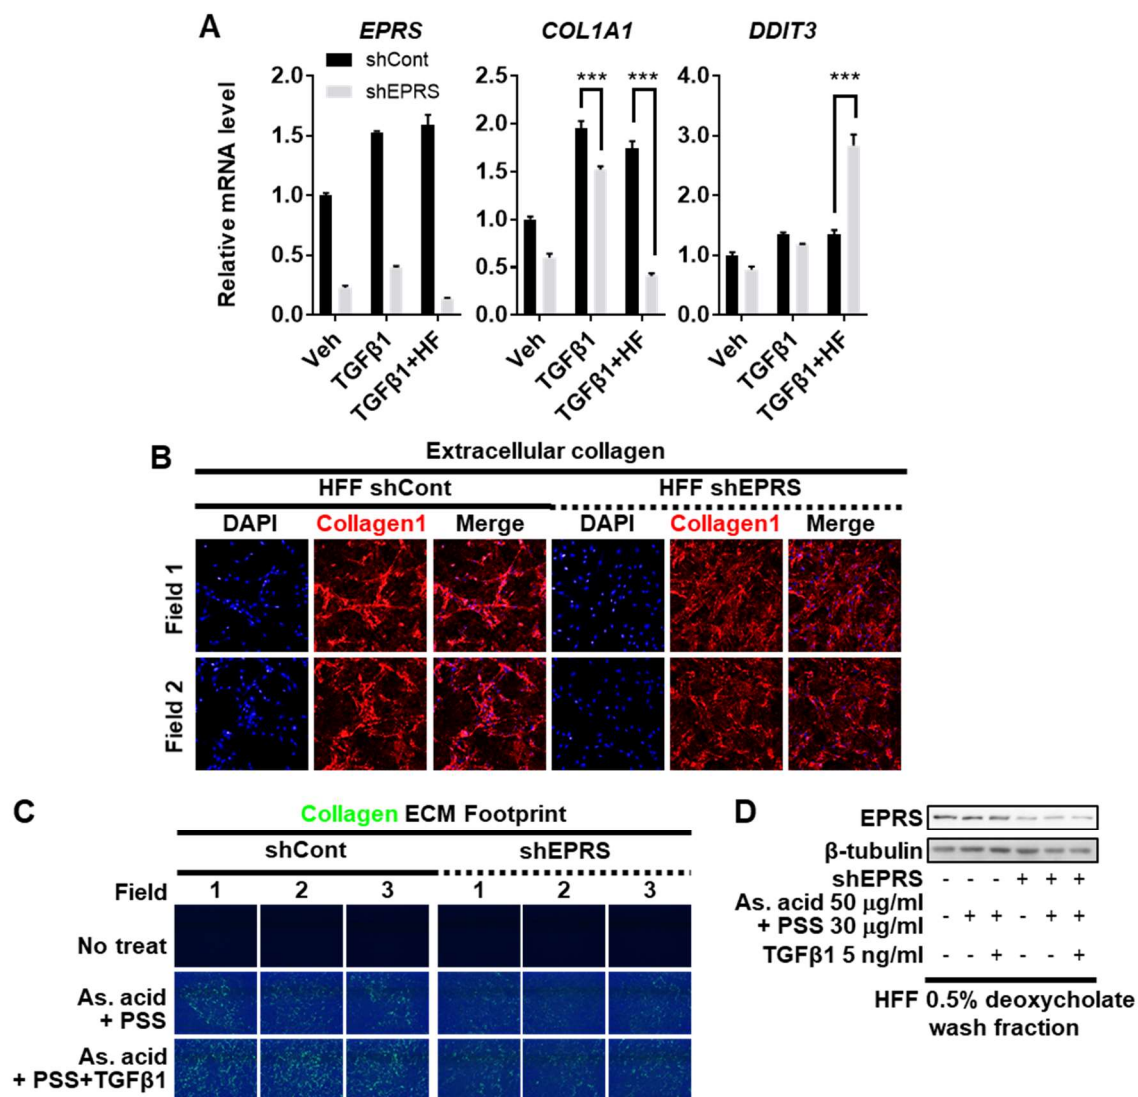 A
EPRS
COL1A1
DDIT3
shCont
shEPRS
Relative mRNA level
2.0
1.5
1.0
0.5
0.0
Veh
TGFβ1
TGFβ1+HF
2.5
2.0
1.5
1.0
0.5
0.0
*** ***
Veh
TGFβ1
TGFβ1+HF
4.0
3.0
2.0
1.0
0.0
***
Veh
TGFβ1
TGFβ1+HF
B
Extracellular collagen
HFF shCont HFF shEPRS
DAPI Collagen1 Merge DAPI Collagen1 Merge
Field 1
Field 2
C
Collagen ECM Footprint
shCont shEPRS
Field 1 2 3 1 2 3
No treat
As. acid
+ PSS
As. acid
+ PSS+TGFβ1
D
EPRS
β-tubulin
shEPRS - - - + + +
As. acid 50 μg/ml
+ PSS 30 μg/ml - + + - + +
TGFβ1 5 ng/ml - - + - - +
HFF 0.5% deoxycholate
wash fraction